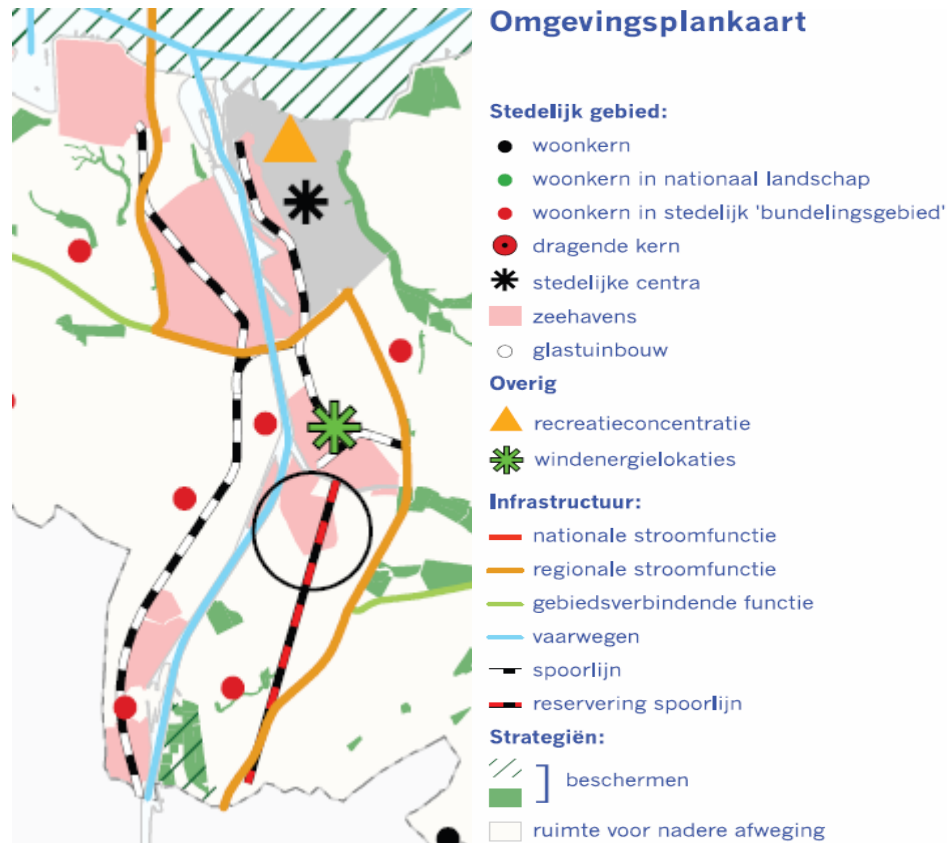 Omgevingsplankaart
Stedelijk gebied:
woonkern
woonkern in nationaal landschap
woonkern in stedelijk 'bundelingsgebied'
dragende kern
stedelijke centra
zeehavens
glastuinbouw
Overig
recreatieconcentratie
windenergielokaties
Infrastructuur:
nationale stroomfunctie
regionale stroomfunctie
gebiedsverbindende functie
vaarwegen
spoorlijn
reservering spoorlijn
Strategiën:
beschermen
ruimte voor nadere afweging